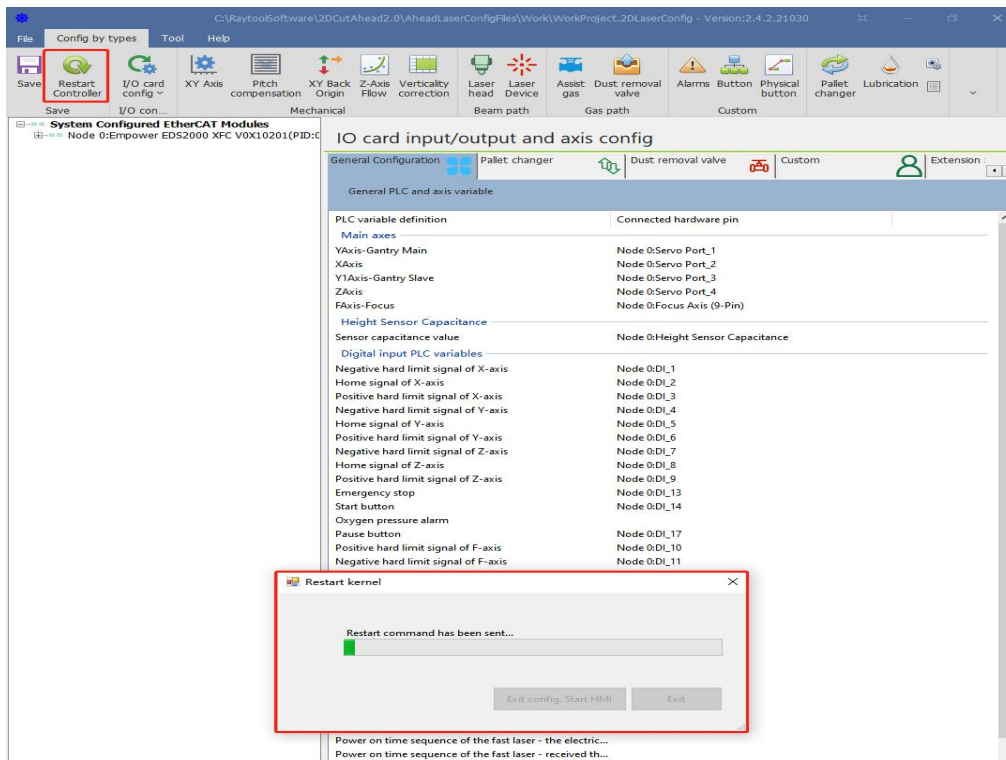 C:\RaytoolSoftware\2DCutAhead2.0\AheadLaserConfigFiles\Work\WorkProject.2DLaserConfig - Version:2.4.2.21030
File Config by types Tool Help
Save Restart Controller I/O card config XY Axis Pitch compensation XY Back Origin Z-Axis Fllow Verticality correction Laser head Laser Device Assist gas Dust removal valve Alarms Button Physical button Pallet changer Lubrication
Save I/O con... Mechanical Beam path Gas path Custom
System Configured EtherCAT Modules
Node 0:Empower EDS2000 XFC V0X10201(PID:0
IO card input/output and axis config
General Configuration Pallet changer Dust removal valve Custom Extension
General PLC and axis variable
PLC variable definition Connected hardware pin
Main axes
YAxis-Gantry Main Node 0:Servo Port_1
XAxis Node 0:Servo Port_2
Y1Axis-Gantry Slave Node 0:Servo Port_3
ZAxis Node 0:Servo Port_4
FAxis-Focus Node 0:Focus Axis (9-Pin)
Height Sensor Capacitance
Sensor capacitance value Node 0:Height Sensor Capacitance
Digital input PLC variables
Negative hard limit signal of X-axis Node 0:DI_1
Home signal of X-axis Node 0:DI_2
Positive hard limit signal of X-axis Node 0:DI_3
Negative hard limit signal of Y-axis Node 0:DI_4
Home signal of Y-axis Node 0:DI_5
Positive hard limit signal of Y-axis Node 0:DI_6
Negative hard limit signal of Z-axis Node 0:DI_7
Home signal of Z-axis Node 0:DI_8
Positive hard limit signal of Z-axis Node 0:DI_9
Emergency stop Node 0:DI_13
Start button Node 0:DI_14
Oxygen pressure alarm
Pause button Node 0:DI_17
Positive hard limit signal of F-axis Node 0:DI_10
Negative hard limit signal of F-axis Node 0:DI_11
Restart kernel
Restart command has been sent...
Exit config. Start HMI Exit
Power on time sequence of the fast laser - the electric...
Power on time sequence of the fast laser - received th...